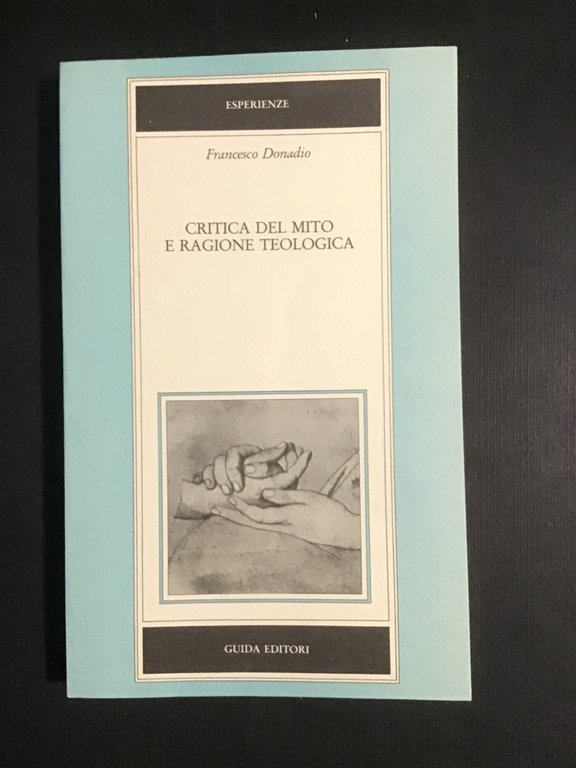 ESPERIENZE
Francesco Donadio
CRITICA DEL MITO
E RAGIONE TEOLOGICA
GUIDA EDITORI